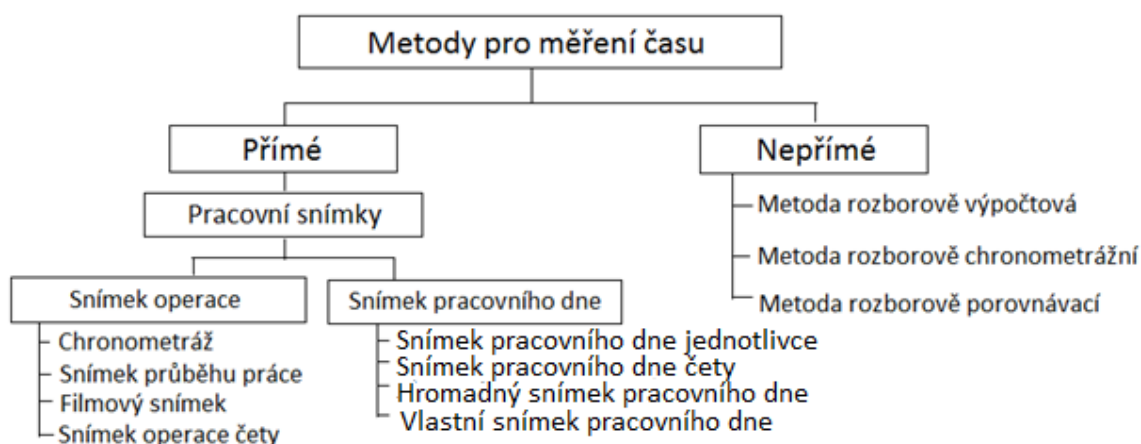 Metody pro měření času
Přímé
Nepřímé
Pracovní snímky
Metoda rozborově výpočtová
Metoda rozborově chronometrážní
Metoda rozborově porovnávací
Snímek operace
Snímek pracovního dne
Chronometráž
Snímek průběhu práce
Filmový snímek
Snímek operace čety
Snímek pracovního dne jednotlivce
Snímek pracovního dne čety
Hromadný snímek pracovního dne
Vlastní snímek pracovního dne